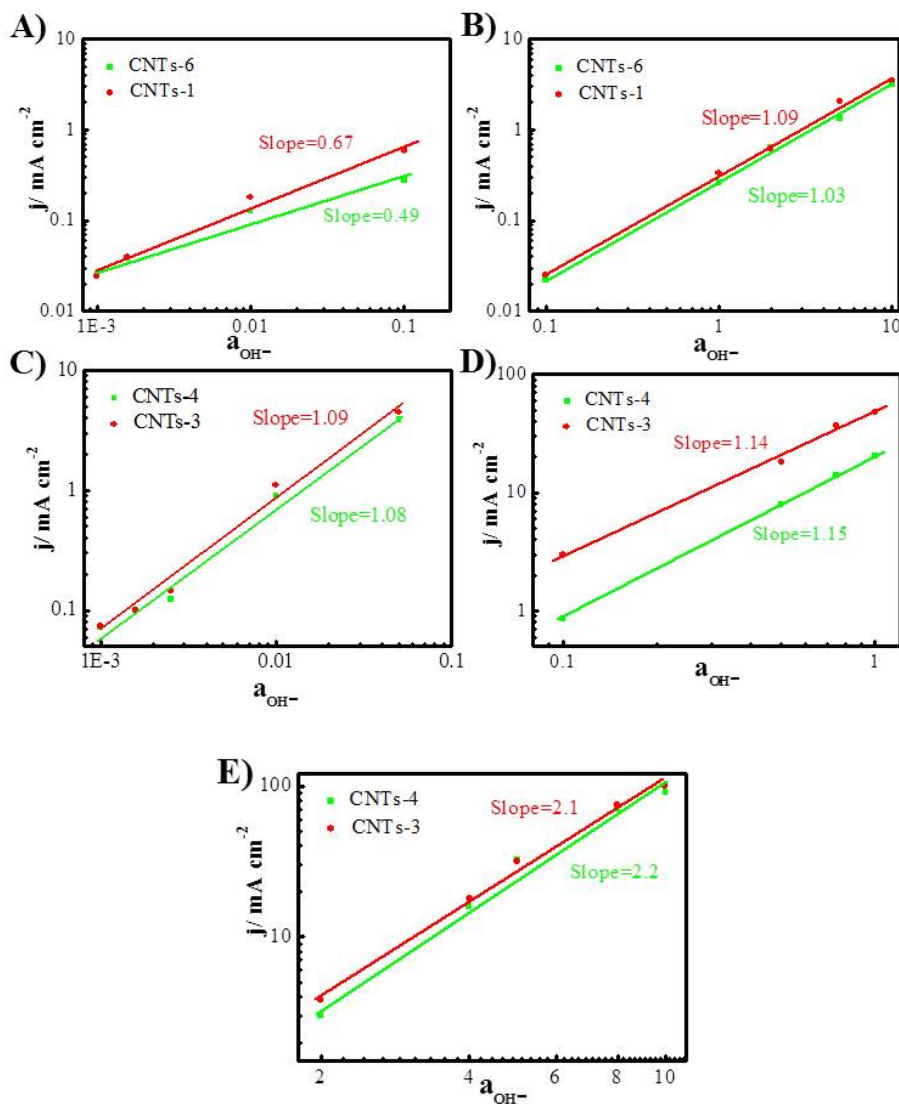 A)
10
1
0.1
0.01
j/ mA cm⁻²
CNTs-6
CNTs-1
Slope=0.67
Slope=0.49
1E-3
0.01
0.1
a_OH−
B)
10
1
0.1
0.01
j/ mA cm⁻²
CNTs-6
CNTs-1
Slope=1.09
Slope=1.03
0.1
1
10
a_OH−
C)
10
1
0.1
j/ mA cm⁻²
CNTs-4
CNTs-3
Slope=1.09
Slope=1.08
1E-3
0.01
0.1
a_OH−
D)
100
10
1
j/ mA cm⁻²
CNTs-4
CNTs-3
Slope=1.14
Slope=1.15
0.1
1
a_OH−
E)
100
10
j/ mA cm⁻²
CNTs-4
CNTs-3
Slope=2.1
Slope=2.2
2
4
6
8
10
a_OH−